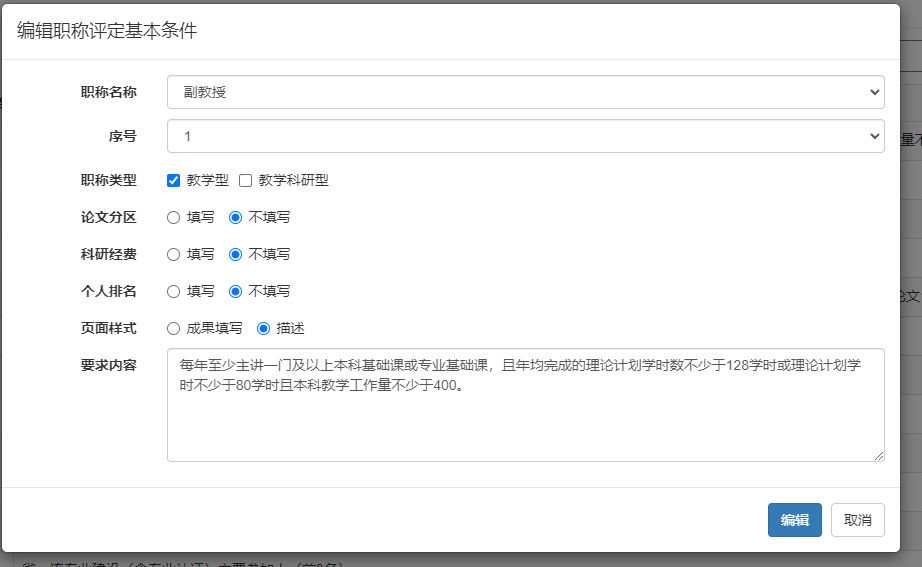 编辑职称评定基本条件
职称名称 副教授
序号 1
量不
职称类型 教学型 教学科研型
论文分区 填写 不填写
科研经费 填写 不填写
个人排名 填写 不填写
论文
页面样式 成果填写 描述
要求内容 每年至少主讲一门及以上本科基础课或专业基础课，且年均完成的理论计划学时数不少于128学时或理论计划学
时不少于80学时且本科教学工作量不少于400。
编辑 取消